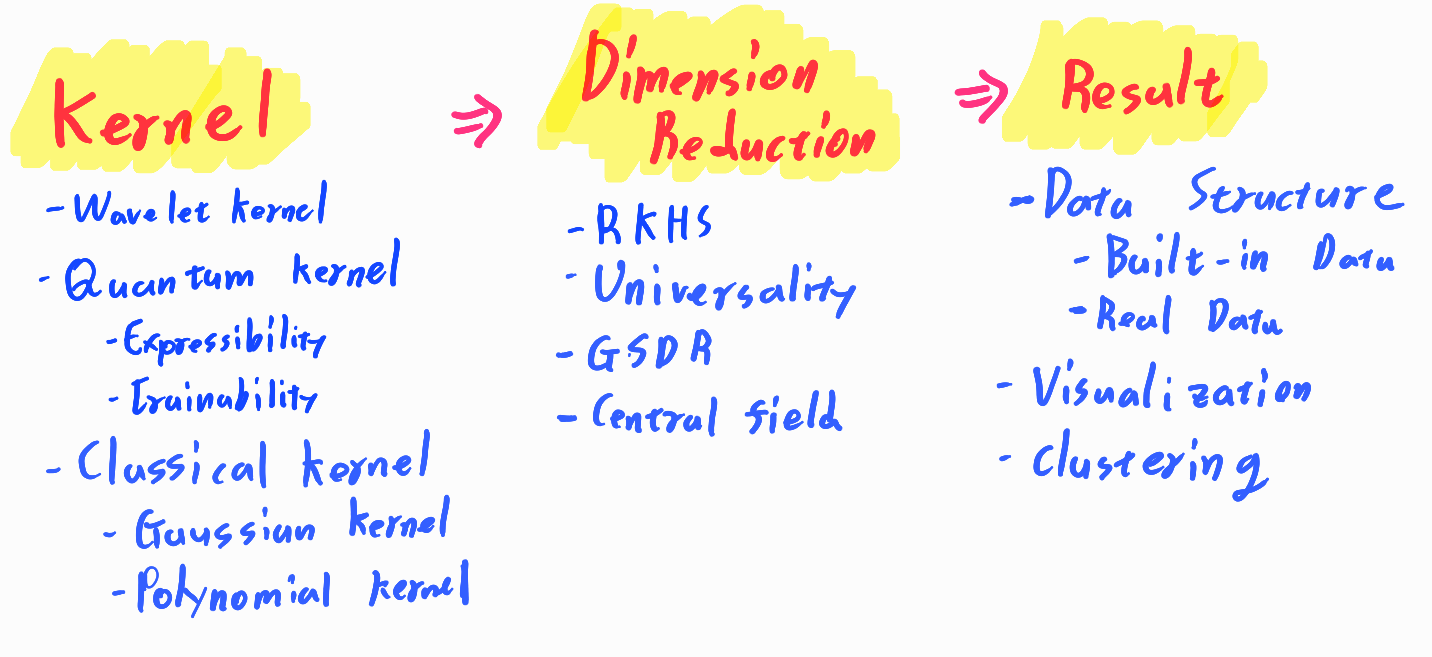 Kernel
- Wavelet kernel
- Quantum kernel
- Expressibility
- Trainability
- Classical kernel
- Gaussian kernel
- Polynomial kernel
⇒
Dimension
Reduction
- RKHS
- Universality
- GSDR
- Central field
⇒
Result
- Data Structure
- Built-in Data
- Real Data
- Visualization
- Clustering